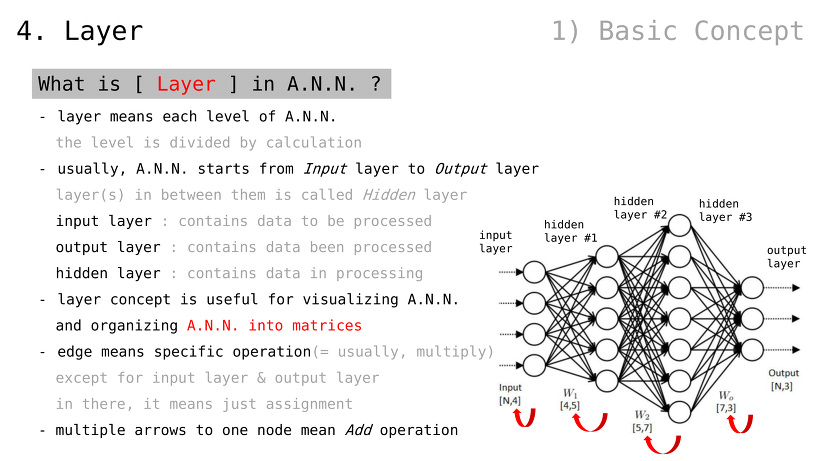 4. Layer
1) Basic Concept
What is [ Layer ] in A.N.N. ?
- layer means each level of A.N.N.
the level is divided by calculation
- usually, A.N.N. starts from Input layer to Output layer
layer(s) in between them is called Hidden layer
input layer : contains data to be processed
output layer : contains data been processed
hidden layer : contains data in processing
- layer concept is useful for visualizing A.N.N.
and organizing A.N.N. into matrices
- edge means specific operation(= usually, multiply)
except for input layer & output layer
in there, it means just assignment
- multiple arrows to one node mean Add operation
input
layer
hidden
layer #1
hidden
layer #2
hidden
layer #3
output
layer
Input
[N,4]
W₁
[4,5]
W₂
[5,7]
Wₒ
[7,3]
Output
[N,3]